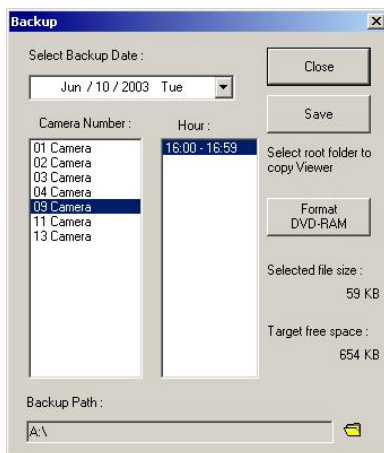 Backup
Select Backup Date :
Jun / 10 / 2003 Tue
Close
Save
Camera Number :
Hour :
01 Camera
02 Camera
03 Camera
04 Camera
09 Camera
11 Camera
13 Camera
16:00 - 16:59
Select root folder to
copy Viewer
Format
DVD-RAM
Selected file size :
59 KB
Target free space :
654 KB
Backup Path :
A:\